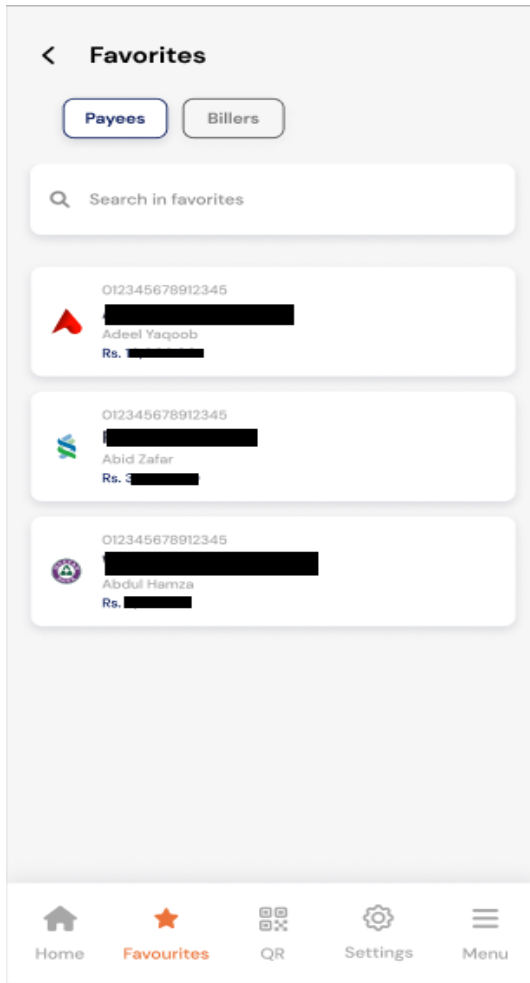 Favorites
Payees
Billers
Search in favorites
012345678912345
Adeel Yaqoob
Rs.
012345678912345
Abid Zafar
Rs. 3
012345678912345
Abdul Hamza
Rs.
Home
Favourites
QR
Settings
Menu